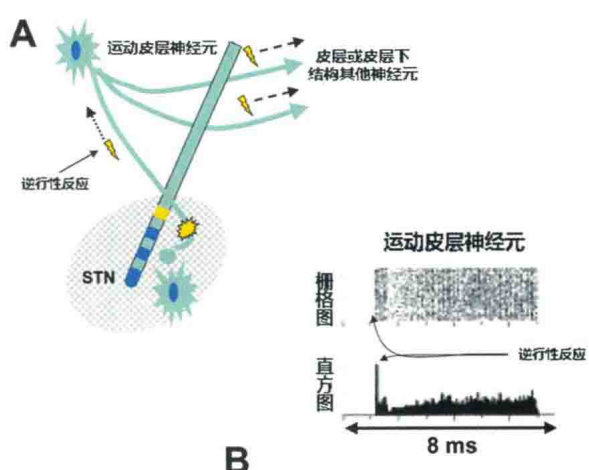 A
运动皮层神经元
皮层或皮层下
结构其他神经元
逆行性反应
STN
运动皮层神经元
栅格图
逆行性反应
直方图
8 ms
B